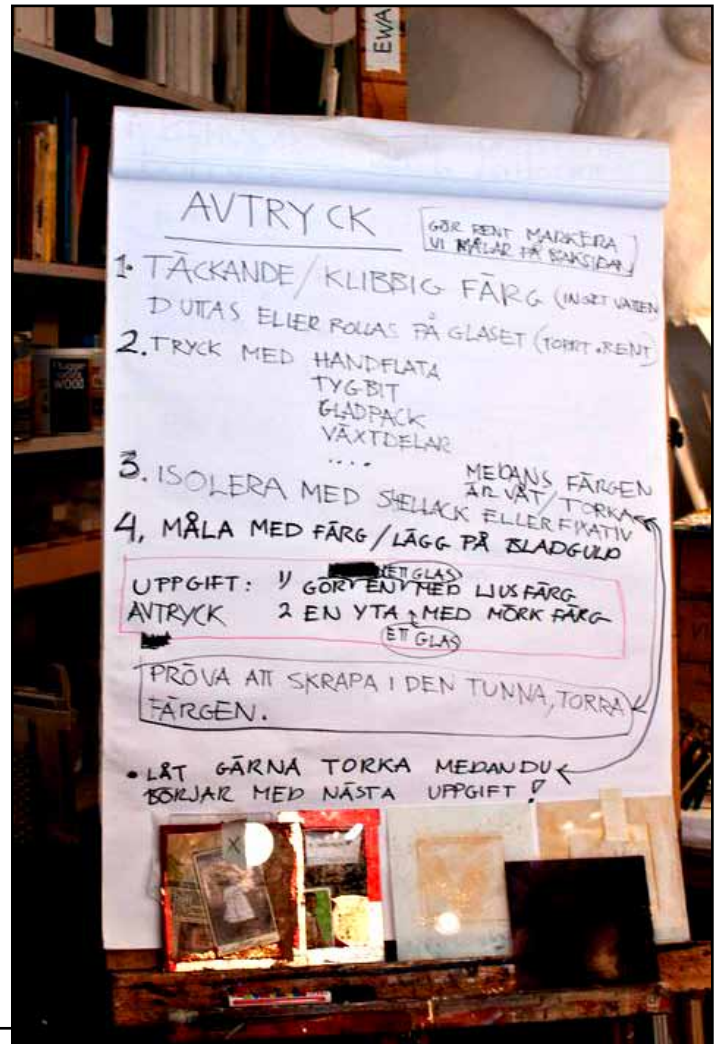 EWA
AVTRYCK
GÖR RENT MARKERA
VI MÅLAR PÅ BAKSIDAN
1. TÄCKANDE/KLIBBIG FÄRG (INGET VATTEN
DUTTAS ELLER ROLLAS PÅ GLASET (TORRT. RENT)
2. TRYCK MED HANDFLATA
TYGBIT
GLADPACK
VÄXTDELAR
....
MEDANS FÄRGEN
ÄR VÅT/TORKA
3. ISOLERA MED SHELLACK ELLER FIXATIV
4. MÅLA MED FÄRG/LÄGG PÅ BLADGULD
ETT GLAS
UPPGIFT: 1) GÖR EN MED LJUS FÄRG
AVTRYCK 2 EN YTA MED MÖRK FÄRG
ETT GLAS
PRÖVA ATT SKRAPA I DEN TUNNA, TORRA
FÄRGEN.
• LÅT GÄRNA TORKA MEDAN DU
BÖRJAR MED NÄSTA UPPGIFT!
X